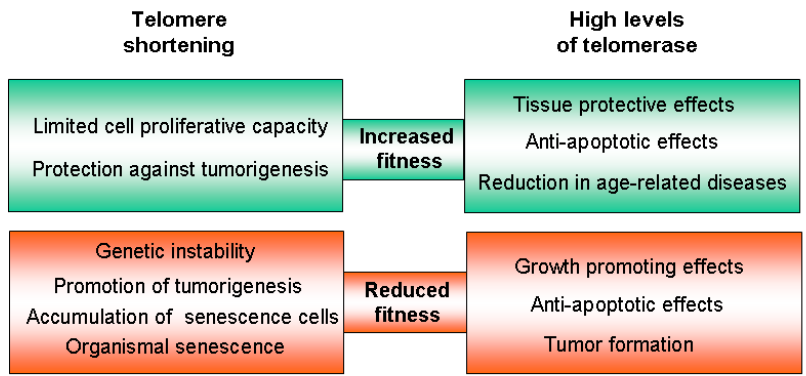 Telomere
shortening
High levels
of telomerase
Limited cell proliferative capacity
Protection against tumorigenesis
Increased
fitness
Tissue protective effects
Anti-apoptotic effects
Reduction in age-related diseases
Genetic instability
Promotion of tumorigenesis
Accumulation of senescence cells
Organismal senescence
Reduced
fitness
Growth promoting effects
Anti-apoptotic effects
Tumor formation